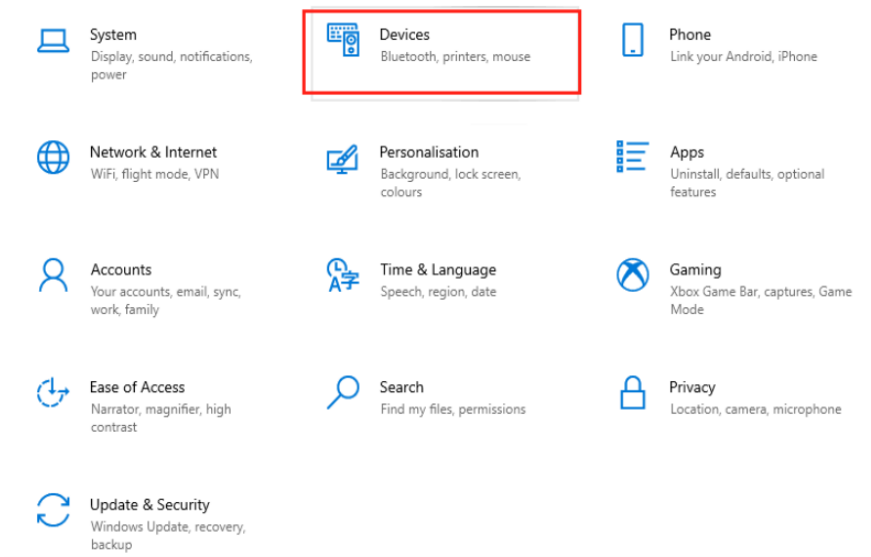 System
Display, sound, notifications,
power
Devices
Bluetooth, printers, mouse
Phone
Link your Android, iPhone
Network & Internet
WiFi, flight mode, VPN
Personalisation
Background, lock screen,
colours
Apps
Uninstall, defaults, optional
features
Accounts
Your accounts, email, sync,
work, family
A字
Time & Language
Speech, region, date
Gaming
Xbox Game Bar, captures, Game
Mode
Ease of Access
Narrator, magnifier, high
contrast
Search
Find my files, permissions
Privacy
Location, camera, microphone
Update & Security
Windows Update, recovery,
backup